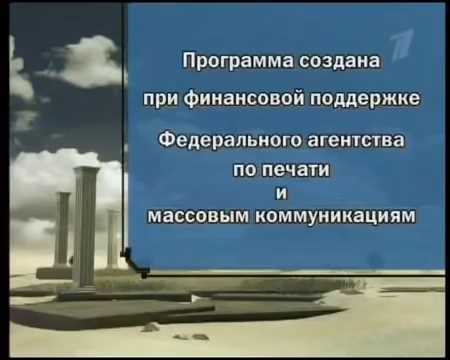 Программа создана
при финансовой поддержке
Федерального агентства
по печати
и
массовым коммуникациям